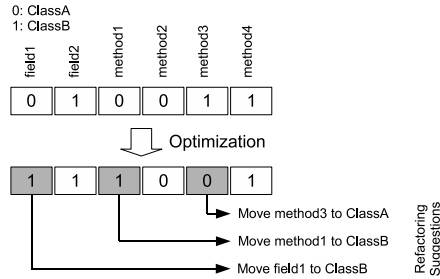 0: ClassA
1: ClassB
field1 field2 method1 method2 method3 method4
0 1 0 0 1 1
Optimization
1 1 1 0 0 1
Move method3 to ClassA
Move method1 to ClassB
Move field1 to ClassB
Refactoring
Suggestions